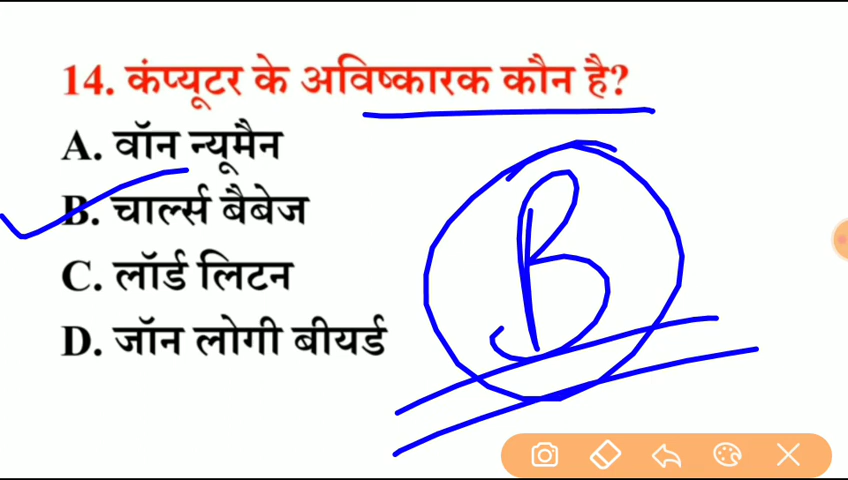 14. कंप्यूटर के अविष्कारक कौन है?
A. वॉन न्यूमैन
B. चार्ल्स बैबेज
C. लॉर्ड लिटन
D. जॉन लोगी बीयर्ड
B